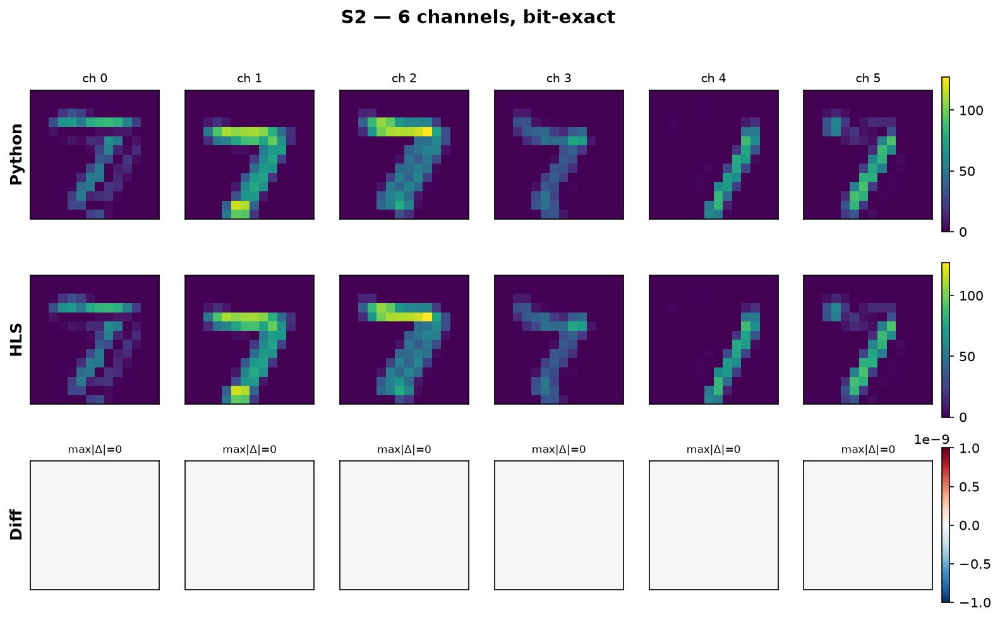 S2 — 6 channels, bit-exact
ch 0 ch 1 ch 2 ch 3 ch 4 ch 5
Python
100
50
0
HLS
100
50
0
max|Δ|=0 max|Δ|=0 max|Δ|=0 max|Δ|=0 max|Δ|=0 max|Δ|=0
Diff
1e−9
1.0
0.5
0.0
−0.5
−1.0